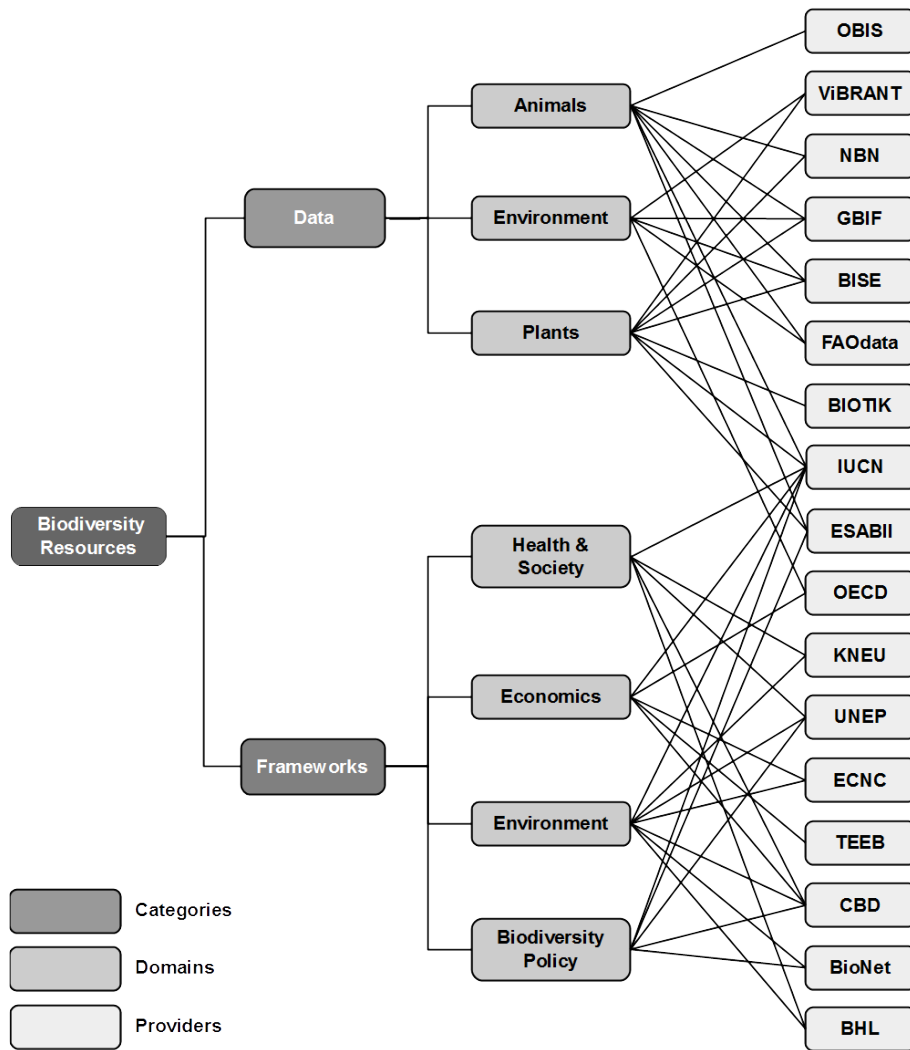 OBIS
ViBRANT
Animals
NBN
Data
Environment
GBIF
BISE
Plants
FAOdata
BIOTIK
IUCN
Biodiversity
Resources
ESABII
Health &
Society
OECD
KNEU
Economics
UNEP
Frameworks
ECNC
Environment
TEEB
Categories
CBD
Biodiversity
Policy
Domains
BioNet
Providers
BHL